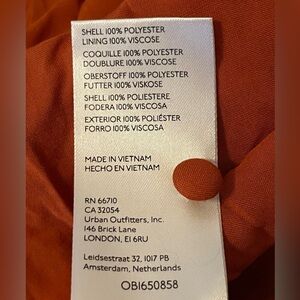 SHELL 100% POLYESTER
LINING 100% VISCOSE
COQUILLE 100% POLYESTER
DOUBLURE 100% VISCOSE
OBERSTOFF 100% POLYESTER
FUTTER 100% VISKOSE
SHELL 100% POLIESTERE
FODERA 100% VISCOSA
EXTERIOR 100% POLIÉSTER
FORRO 100% VISCOSA
MADE IN VIETNAM
HECHO EN VIETNAM
RN 66710
CA 32054
Urban Outfitters, Inc.
146 Brick Lane
LONDON, E1 6RU
Leidsestraat 32, 1017 PB
Amsterdam, Netherlands
OB1650858